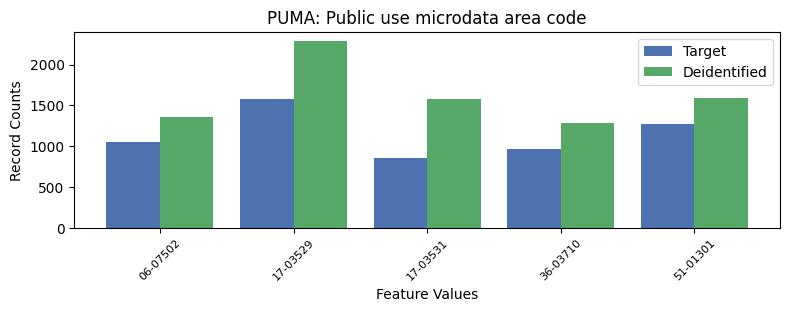 PUMA: Public use microdata area code
Target
Deidentified
Record Counts
2000
1500
1000
500
0
06-07502
17-03529
17-03531
36-03710
51-01301
Feature Values